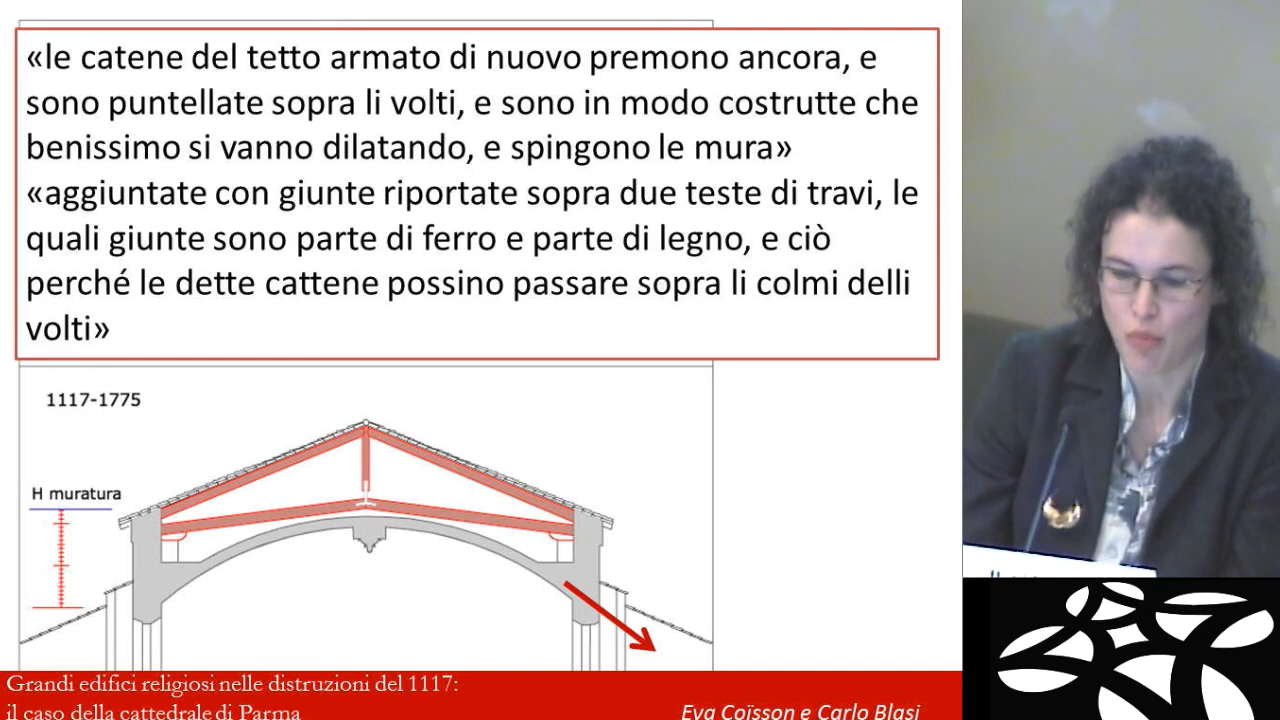 «le catene del tetto armato di nuovo premono ancora, e
sono puntellate sopra li volti, e sono in modo costrutte che
benissimo si vanno dilatando, e spingono le mura»
«aggiuntate con giunte riportate sopra due teste di travi, le
quali giunte sono parte di ferro e parte di legno, e ciò
perché le dette cattene possino passare sopra li colmi delli
volti»
1117-1775
H muratura
Grandi edifici religiosi nelle distruzioni del 1117:
il caso della cattedrale di Parma
Eva Coïsson e Carlo Blasi